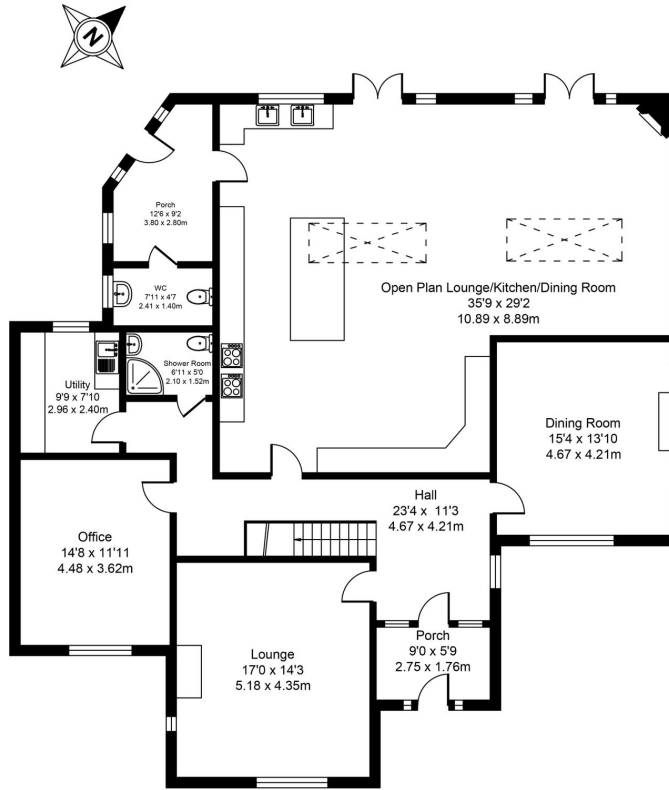 N
Porch
12'6 x 9'2
3.80 x 2.80m
WC
7'11 x 4'7
2.41 x 1.40m
Open Plan Lounge/Kitchen/Dining Room
35'9 x 29'2
10.89 x 8.89m
Shower Room
6'11 x 5'0
2.10 x 1.52m
Utility
9'9 x 7'10
2.96 x 2.40m
Dining Room
15'4 x 13'10
4.67 x 4.21m
Hall
23'4 x 11'3
4.67 x 4.21m
Office
14'8 x 11'11
4.48 x 3.62m
Porch
9'0 x 5'9
2.75 x 1.76m
Lounge
17'0 x 14'3
5.18 x 4.35m